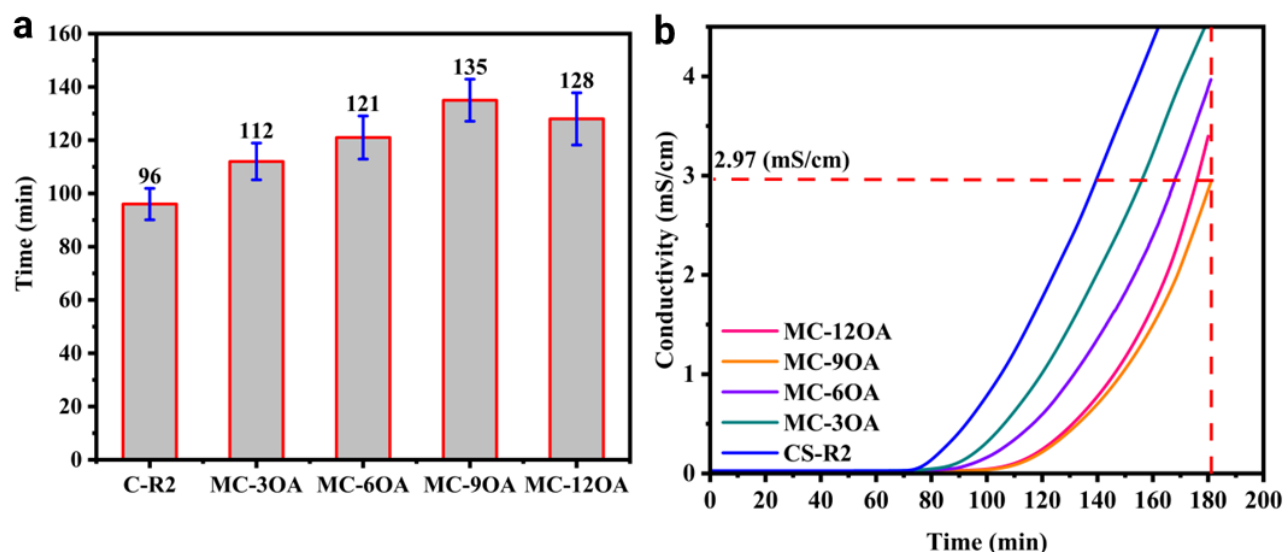 a
160
140
120
100
80
60
40
20
0
Time (min)
96
112
121
135
128
C-R2 MC-3OA MC-6OA MC-9OA MC-12OA
b
4
3
2
1
0
Conductivity (mS/cm)
2.97 (mS/cm)
MC-12OA
MC-9OA
MC-6OA
MC-3OA
CS-R2
0 20 40 60 80 100 120 140 160 180 200
Time (min)